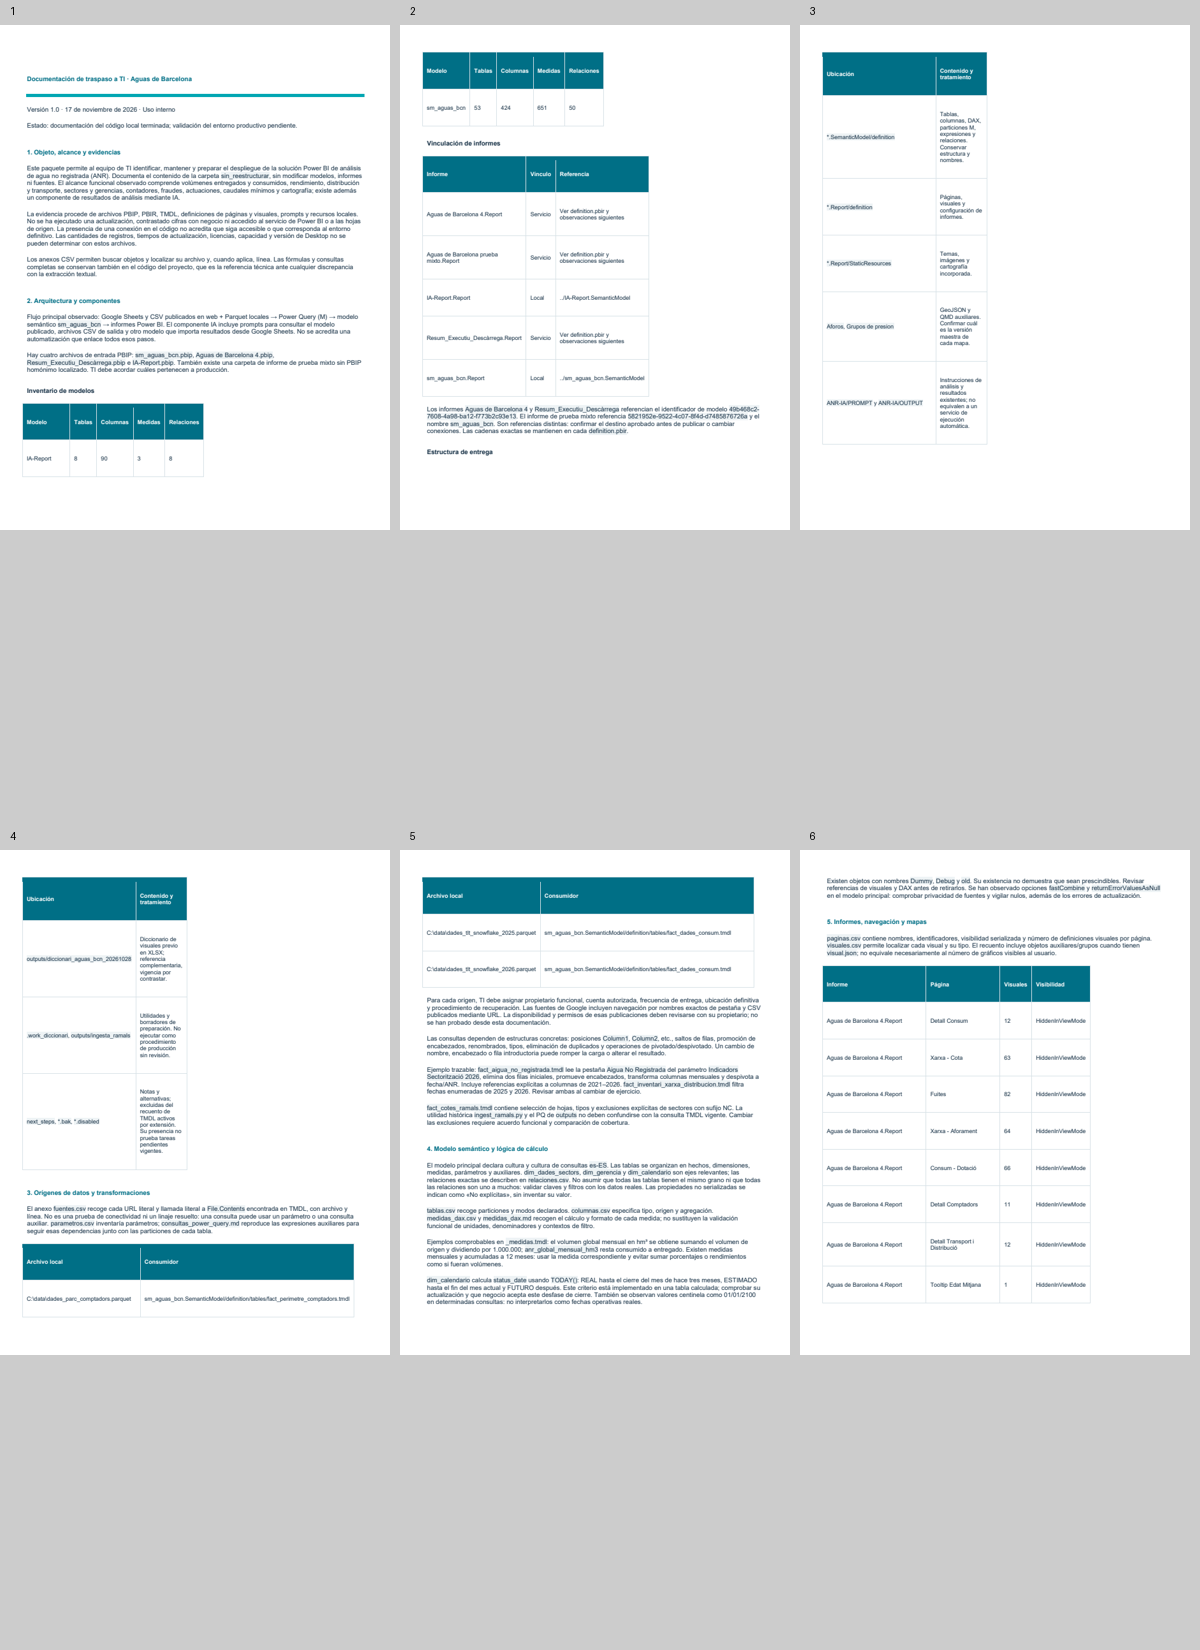 1
Documentación de traspaso a TI · Aguas de Barcelona
Versión 1.0 · 17 de noviembre de 2026 · Uso interno
Estado: documentación del código local terminada; validación del entorno productivo pendiente.
1. Objeto, alcance y evidencias
Este paquete permite al equipo de TI identificar, mantener y preparar el despliegue de la solución Power BI de análisis
de agua no registrada (ANR). Documenta el contenido de la carpeta sin_reestructurar, sin modificar modelos, informes
ni fuentes. El alcance funcional observado comprende volúmenes entregados y consumidos, rendimiento, distribución
y transporte, sectores y gerencias, contadores, fraudes, actuaciones, caudales mínimos y cartografía; existe además
un componente de resultados de análisis mediante IA.
La evidencia procede de archivos PBIP, PBIR, TMDL, definiciones de páginas y visuales, prompts y recursos locales.
No se ha ejecutado una actualización, contrastado cifras con negocio ni accedido al servicio de Power BI o a las hojas
de origen. La presencia de una conexión en el código no acredita que siga accesible o que corresponda al entorno
definitivo. Las cantidades de registros, tiempos de actualización, licencias, capacidad y versión de Desktop no se
pueden determinar con estos archivos.
Los anexos CSV permiten buscar objetos y localizar su archivo y, cuando aplica, línea. Las fórmulas y consultas
completas se conservan también en el código del proyecto, que es la referencia técnica ante cualquier discrepancia
con la extracción textual.
2. Arquitectura y componentes
Flujo principal observado: Google Sheets y CSV publicados en web + Parquet locales → Power Query (M) → modelo
semántico sm_aguas_bcn → informes Power BI. El componente IA incluye prompts para consultar el modelo
publicado, archivos CSV de salida y otro modelo que importa resultados desde Google Sheets. No se acredita una
automatización que enlace todos esos pasos.
Hay cuatro archivos de entrada PBIP: sm_aguas_bcn.pbip, Aguas de Barcelona 4.pbip,
Resum_Executiu_Descàrrega.pbip e IA-Report.pbip. También existe una carpeta de informe de prueba mixto sin PBIP
homónimo localizado. TI debe acordar cuáles pertenecen a producción.
Inventario de modelos
Modelo Tablas Columnas Medidas Relaciones
IA-Report 8 90 3 8
2
Modelo Tablas Columnas Medidas Relaciones
sm_aguas_bcn 53 424 651 50
Vinculación de informes
Informe Vínculo Referencia
Aguas de Barcelona 4.Report Servicio Ver definition.pbir y
observaciones siguientes
Aguas de Barcelona prueba
mixto.Report Servicio Ver definition.pbir y
observaciones siguientes
IA-Report.Report Local ../IA-Report.SemanticModel
Resum_Executiu_Descàrrega.Report Servicio Ver definition.pbir y
observaciones siguientes
sm_aguas_bcn.Report Local ../sm_aguas_bcn.SemanticModel
Los informes Aguas de Barcelona 4 y Resum_Executiu_Descàrrega referencian el identificador de modelo 49b468c2-
7608-4a98-ba12-f773b2c93e13. El informe de prueba mixto referencia 5821952e-9522-4c07-8f4d-d7485876726a y el
nombre sm_aguas_bcn. Son referencias distintas: confirmar el destino aprobado antes de publicar o cambiar
conexiones. Las cadenas exactas se mantienen en cada definition.pbir.
Estructura de entrega
3
Ubicación Contenido y
tratamiento
*.SemanticModel/definition Tablas,
columnas, DAX,
particiones M,
expresiones y
relaciones.
Conservar
estructura y
nombres.
*.Report/definition Páginas,
visuales y
configuración de
informes.
*.Report/StaticResources Temas,
imágenes y
cartografía
incorporada.
Aforos, Grupos de presion GeoJSON y
QMD auxiliares.
Confirmar cuál
es la versión
maestra de
cada mapa.
ANR-IA/PROMPT y ANR-IA/OUTPUT Instrucciones de
análisis y
resultados
existentes; no
equivalen a un
servicio de
ejecución
automática.
4
Ubicación Contenido y
tratamiento
outputs/diccionari_aguas_bcn_20261028 Diccionario de
visuales previo
en XLSX;
referencia
complementaria,
vigencia por
contrastar.
.work_diccionari, outputs/ingesta_ramals Utilidades y
borradores de
preparación. No
ejecutar como
procedimiento
de producción
sin revisión.
next_steps, *.bak, *.disabled Notas y
alternativas;
excluidas del
recuento de
TMDL activos
por extensión.
Su presencia no
prueba tareas
pendientes
vigentes.
3. Orígenes de datos y transformaciones
El anexo fuentes.csv recoge cada URL literal y llamada literal a File.Contents encontrada en TMDL, con archivo y
línea. No es una prueba de conectividad ni un linaje resuelto: una consulta puede usar un parámetro o una consulta
auxiliar. parametros.csv inventaría parámetros; consultas_power_query.md reproduce las expresiones auxiliares para
seguir esas dependencias junto con las particiones de cada tabla.
Archivo local Consumidor
C:\data\dades_parc_comptadors.parquet sm_aguas_bcn.SemanticModel/definition/tables/fact_perimetre_comptadors.tmdl
5
Archivo local Consumidor
C:\data\dades_tlt_snowflake_2025.parquet sm_aguas_bcn.SemanticModel/definition/tables/fact_dades_consum.tmdl
C:\data\dades_tlt_snowflake_2026.parquet sm_aguas_bcn.SemanticModel/definition/tables/fact_dades_consum.tmdl
Para cada origen, TI debe asignar propietario funcional, cuenta autorizada, frecuencia de entrega, ubicación definitiva
y procedimiento de recuperación. Las fuentes de Google incluyen navegación por nombres exactos de pestaña y CSV
publicados mediante URL. La disponibilidad y permisos de esas publicaciones deben revisarse con su propietario; no
se han probado desde esta documentación.
Las consultas dependen de estructuras concretas: posiciones Column1, Column2, etc., saltos de filas, promoción de
encabezados, renombrados, tipos, eliminación de duplicados y operaciones de pivotado/despivotado. Un cambio de
nombre, encabezado o fila introductoria puede romper la carga o alterar el resultado.
Ejemplo trazable: fact_aigua_no_registrada.tmdl lee la pestaña Aigua No Registrada del parámetro Indicadors
Sectorització 2026, elimina dos filas iniciales, promueve encabezados, transforma columnas mensuales y despivota a
fecha/ANR. Incluye referencias explícitas a columnas de 2021–2026. fact_inventari_xarxa_distribucion.tmdl filtra
fechas enumeradas de 2025 y 2026. Revisar ambas al cambiar de ejercicio.
fact_cotes_ramals.tmdl contiene selección de hojas, tipos y exclusiones explícitas de sectores con sufijo NC. La
utilidad histórica ingest_ramals.py y el PQ de outputs no deben confundirse con la consulta TMDL vigente. Cambiar
las exclusiones requiere acuerdo funcional y comparación de cobertura.
4. Modelo semántico y lógica de cálculo
El modelo principal declara cultura y cultura de consultas es-ES. Las tablas se organizan en hechos, dimensiones,
medidas, parámetros y auxiliares. dim_dades_sectors, dim_gerencia y dim_calendario son ejes relevantes; las
relaciones exactas se describen en relaciones.csv. No asumir que todas las tablas tienen el mismo grano ni que todas
las relaciones son uno a muchos: validar claves y filtros con los datos reales. Las propiedades no serializadas se
indican como «No explícitas», sin inventar su valor.
tablas.csv recoge particiones y modos declarados. columnas.csv especifica tipo, origen y agregación.
medidas_dax.csv y medidas_dax.md recogen el cálculo y formato de cada medida; no sustituyen la validación
funcional de unidades, denominadores y contextos de filtro.
Ejemplos comprobables en _medidas.tmdl: el volumen global mensual en hm³ se obtiene sumando el volumen de
origen y dividiendo por 1.000.000; anr_global_mensual_hm3 resta consumido a entregado. Existen medidas
mensuales y acumuladas a 12 meses: usar la medida correspondiente y evitar sumar porcentajes o rendimientos
como si fueran volúmenes.
dim_calendario calcula status_date usando TODAY(): REAL hasta el cierre del mes de hace tres meses, ESTIMADO
hasta el fin del mes actual y FUTURO después. Este criterio está implementado en una tabla calculada; comprobar su
actualización y que negocio acepta este desfase de cierre. También se observan valores centinela como 01/01/2100
en determinadas consultas: no interpretarlos como fechas operativas reales.
6
Existen objetos con nombres Dummy, Debug y old. Su existencia no demuestra que sean prescindibles. Revisar
referencias de visuales y DAX antes de retirarlos. Se han observado opciones fastCombine y returnErrorValuesAsNull
en el modelo principal: comprobar privacidad de fuentes y vigilar nulos, además de los errores de actualización.
5. Informes, navegación y mapas
paginas.csv contiene nombres, identificadores, visibilidad serializada y número de definiciones visuales por página.
visuales.csv permite localizar cada visual y su tipo. El recuento incluye objetos auxiliares/grupos cuando tienen
visual.json; no equivale necesariamente al número de gráficos visibles al usuario.
Informe Página Visuales Visibilidad
Aguas de Barcelona 4.Report Detall Consum 12 HiddenInViewMode
Aguas de Barcelona 4.Report Xarxa - Cota 63 HiddenInViewMode
Aguas de Barcelona 4.Report Fuites 82 HiddenInViewMode
Aguas de Barcelona 4.Report Xarxa - Aforament 64 HiddenInViewMode
Aguas de Barcelona 4.Report Consum - Dotació 66 HiddenInViewMode
Aguas de Barcelona 4.Report Detall Comptadors 11 HiddenInViewMode
Aguas de Barcelona 4.Report Detall Transport i
Distribució 12 HiddenInViewMode
Aguas de Barcelona 4.Report Tooltip Edat Mitjana 1 HiddenInViewMode